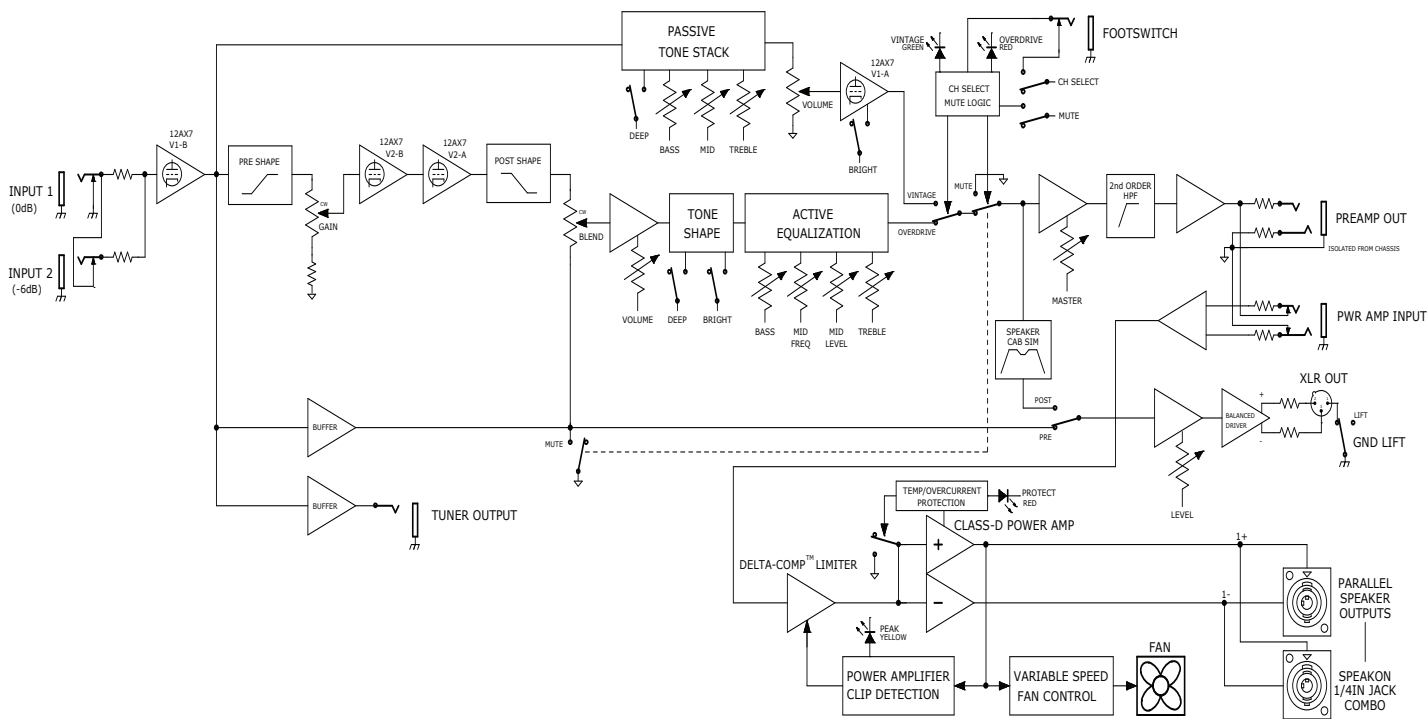 PASSIVE
TONE STACK
VINTAGE
GREEN
OVERDRIVE
RED
FOOTSWITCH
12AX7
V1-A
VOLUME
CH SELECT
MUTE LOGIC
CH SELECT
MUTE
DEEP
BASS
MID
TREBLE
BRIGHT
12AX7
V1-B
PRE SHAPE
12AX7
V2-B
12AX7
V2-A
POST SHAPE
INPUT 1
(0dB)
INPUT 2
(-6dB)
CW
GAIN
CW
BLEND
TONE
SHAPE
ACTIVE
EQUALIZATION
VINTAGE
OVERDRIVE
MUTE
2nd ORDER
HPF
PREAMP OUT
ISOLATED FROM CHASSIS
VOLUME
DEEP
BRIGHT
BASS
MID
FREQ
MID
LEVEL
TREBLE
MASTER
PWR AMP INPUT
SPEAKER
CAB SIM
XLR OUT
POST
PRE
BUFFER
MUTE
BALANCED
DRIVER
+
-
LIFT
GND LIFT
LEVEL
BUFFER
TUNER OUTPUT
TEMP/OVERCURRENT
PROTECTION
PROTECT
RED
CLASS-D POWER AMP
DELTA-COMP™ LIMITER
+
-
1+
1-
PARALLEL
SPEAKER
OUTPUTS
PEAK
YELLOW
POWER AMPLIFIER
CLIP DETECTION
VARIABLE SPEED
FAN CONTROL
FAN
SPEAKON
1/4IN JACK
COMBO